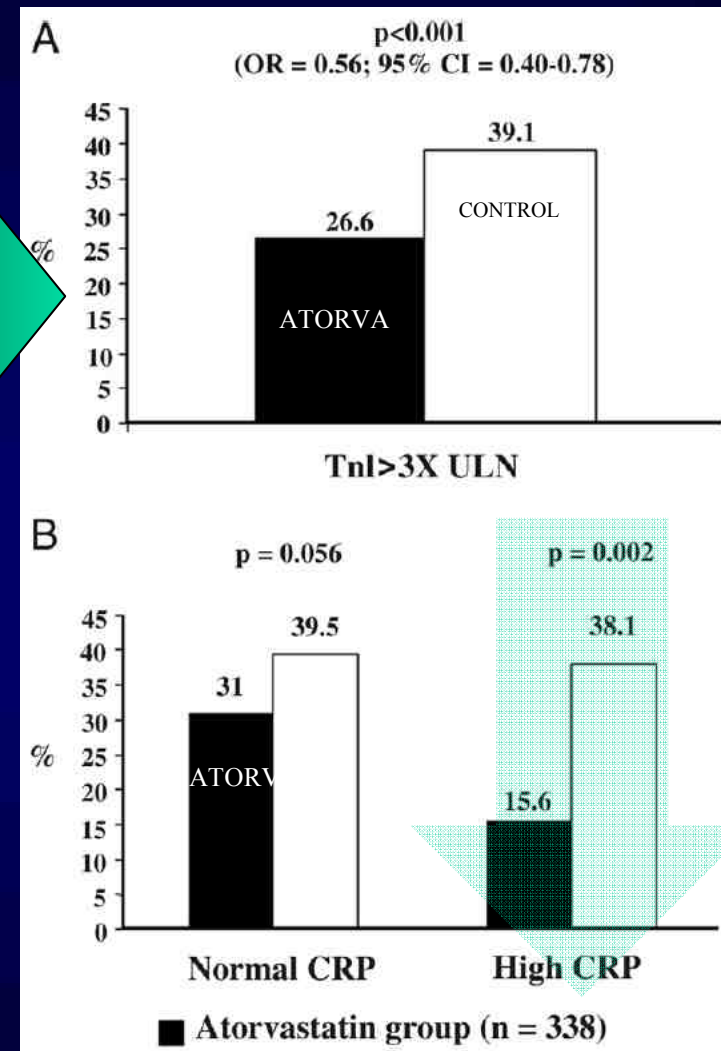 A
p<0.001
(OR = 0.56; 95% CI = 0.40-0.78)
45
40
35
30
25
20
15
10
5
0
%
26.6
39.1
ATORVA
CONTROL
TnI>3X ULN
B
p = 0.056
p = 0.002
45
40
35
30
25
20
15
10
5
0
%
31
39.5
15.6
38.1
ATORV
Normal CRP
High CRP
Atorvastatin group (n = 338)